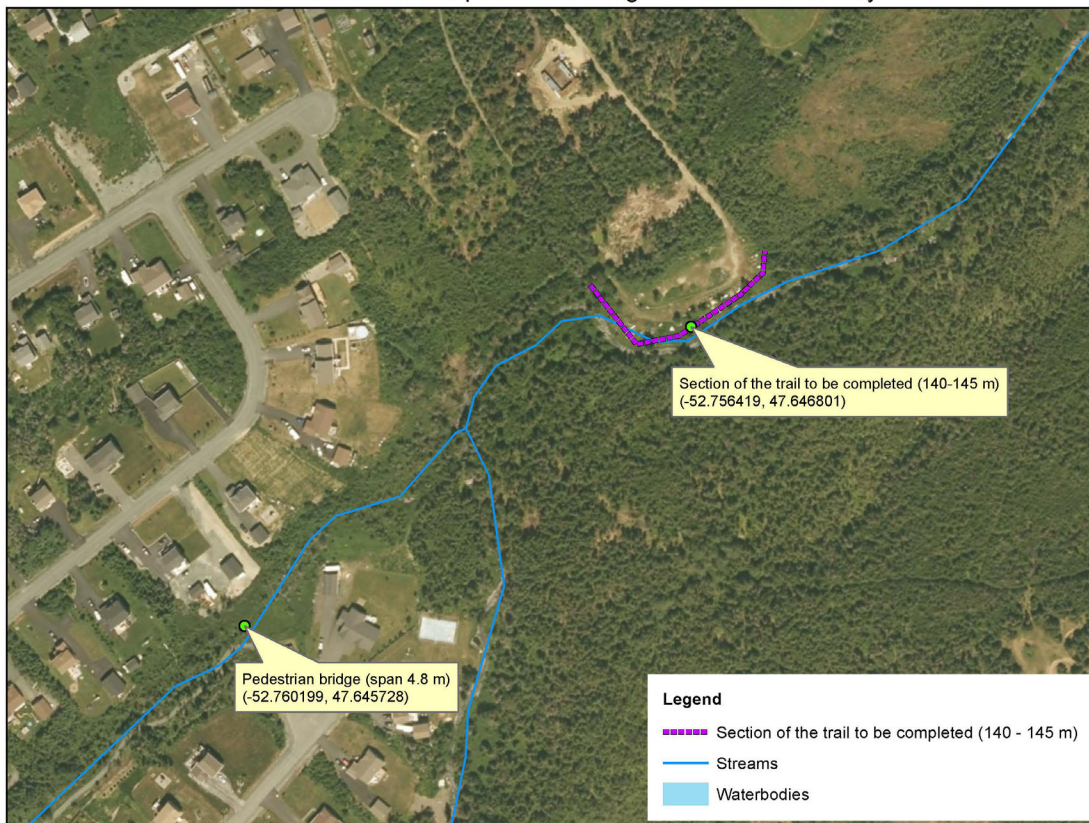 Section of the trail to be completed (140-145 m)
(-52.756419, 47.646801)
Pedestrian bridge (span 4.8 m)
(-52.760199, 47.645728)
Legend
Section of the trail to be completed (140 - 145 m)
Streams
Waterbodies